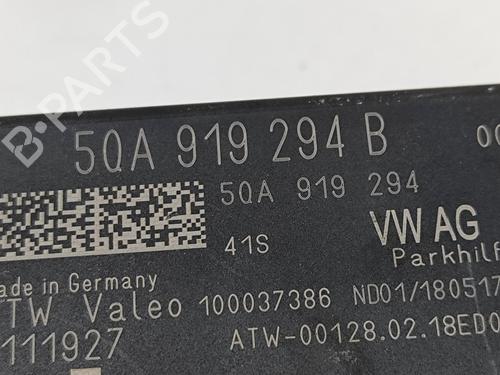 5QA 919 294 B
00
5QA 919 294
41S
VW AG
Parkhilf
ade in Germany
TW Valeo 100037386 ND01/180517
111927
ATW-00128.02.18ED0
B-PARTS